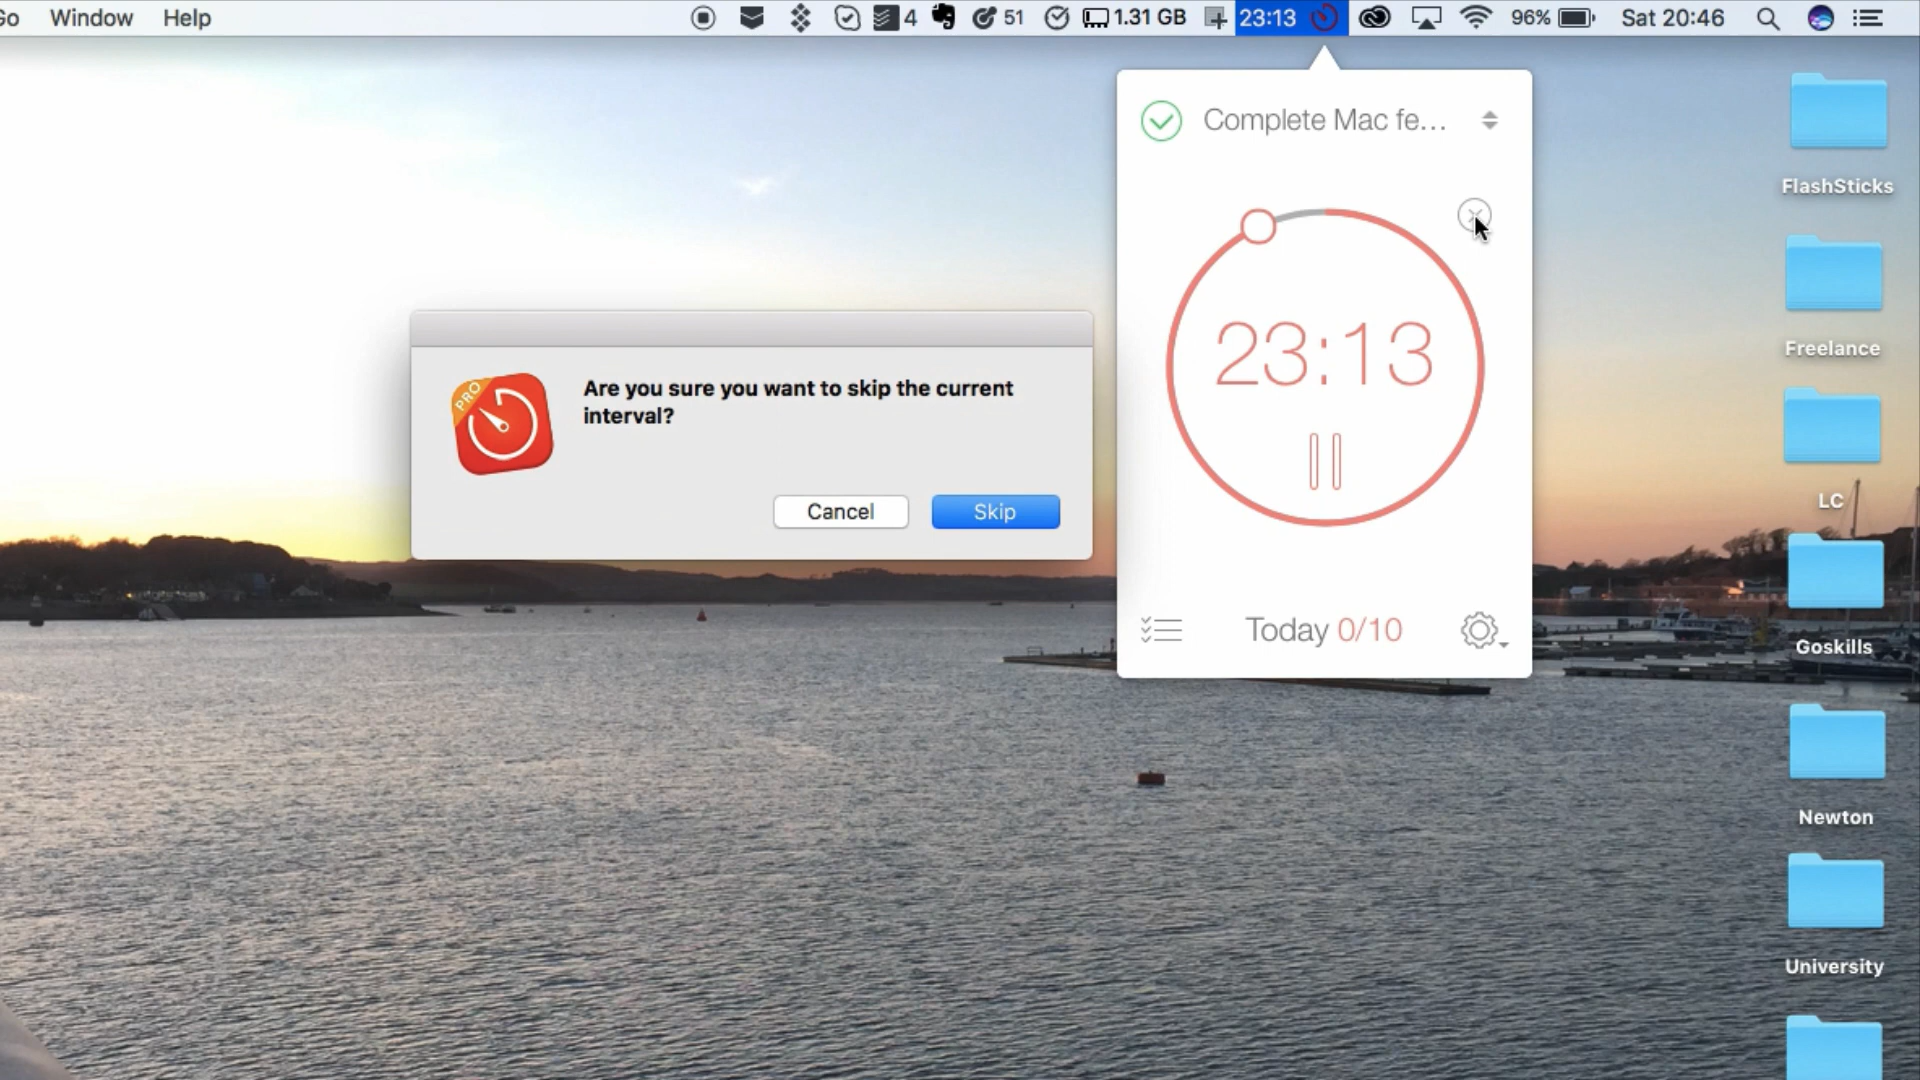 Window Help 4 51 1.31 GB 23:13 96% Sat 20:46
Complete Mac fe...
23:13
Today 0/10
PRO
Are you sure you want to skip the current
interval?
Cancel Skip
FlashSticks
Freelance
LC
Goskills
Newton
University